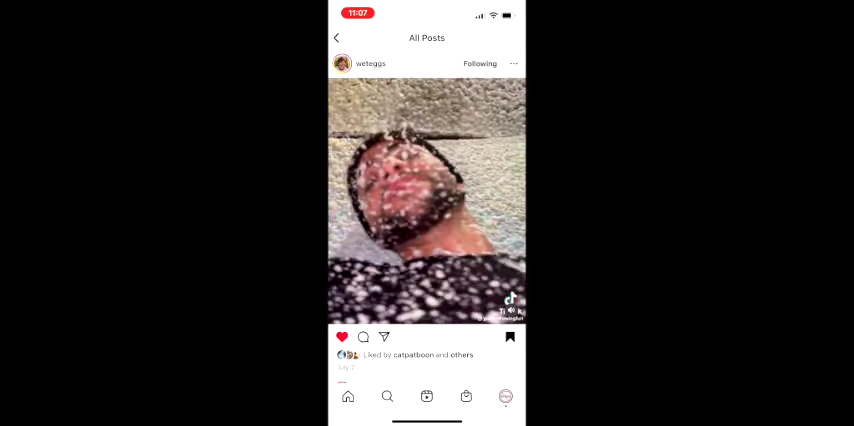 11:07
All Posts
weteggs
Following
Liked by catpatboon and others
July 7